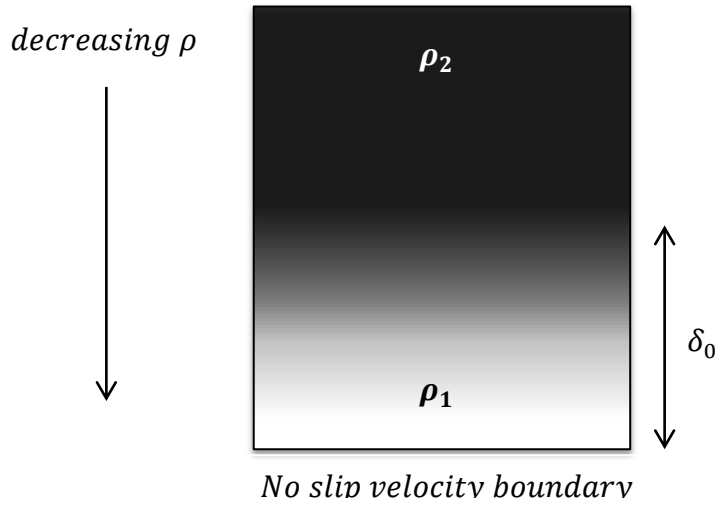 decreasing ρ
ρ₂
δ₀
ρ₁
No slip velocity boundary